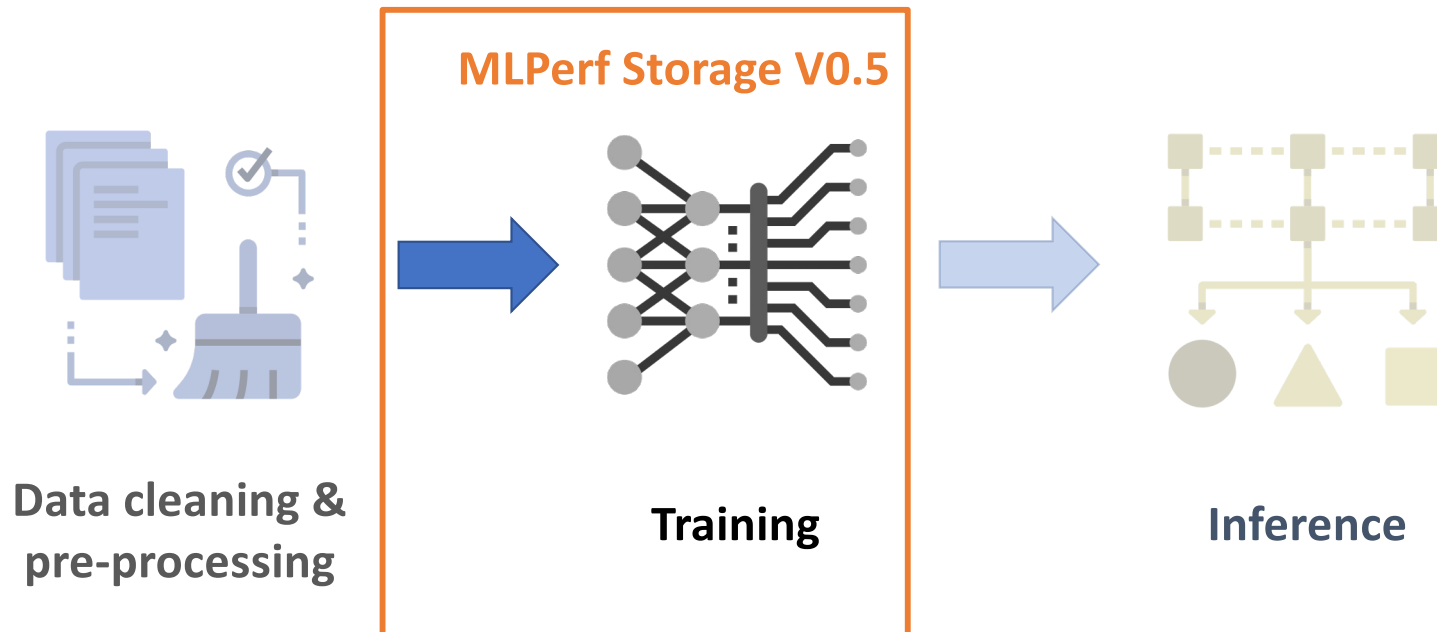 MLPerf Storage V0.5
Data cleaning &
pre-processing
Training
Inference